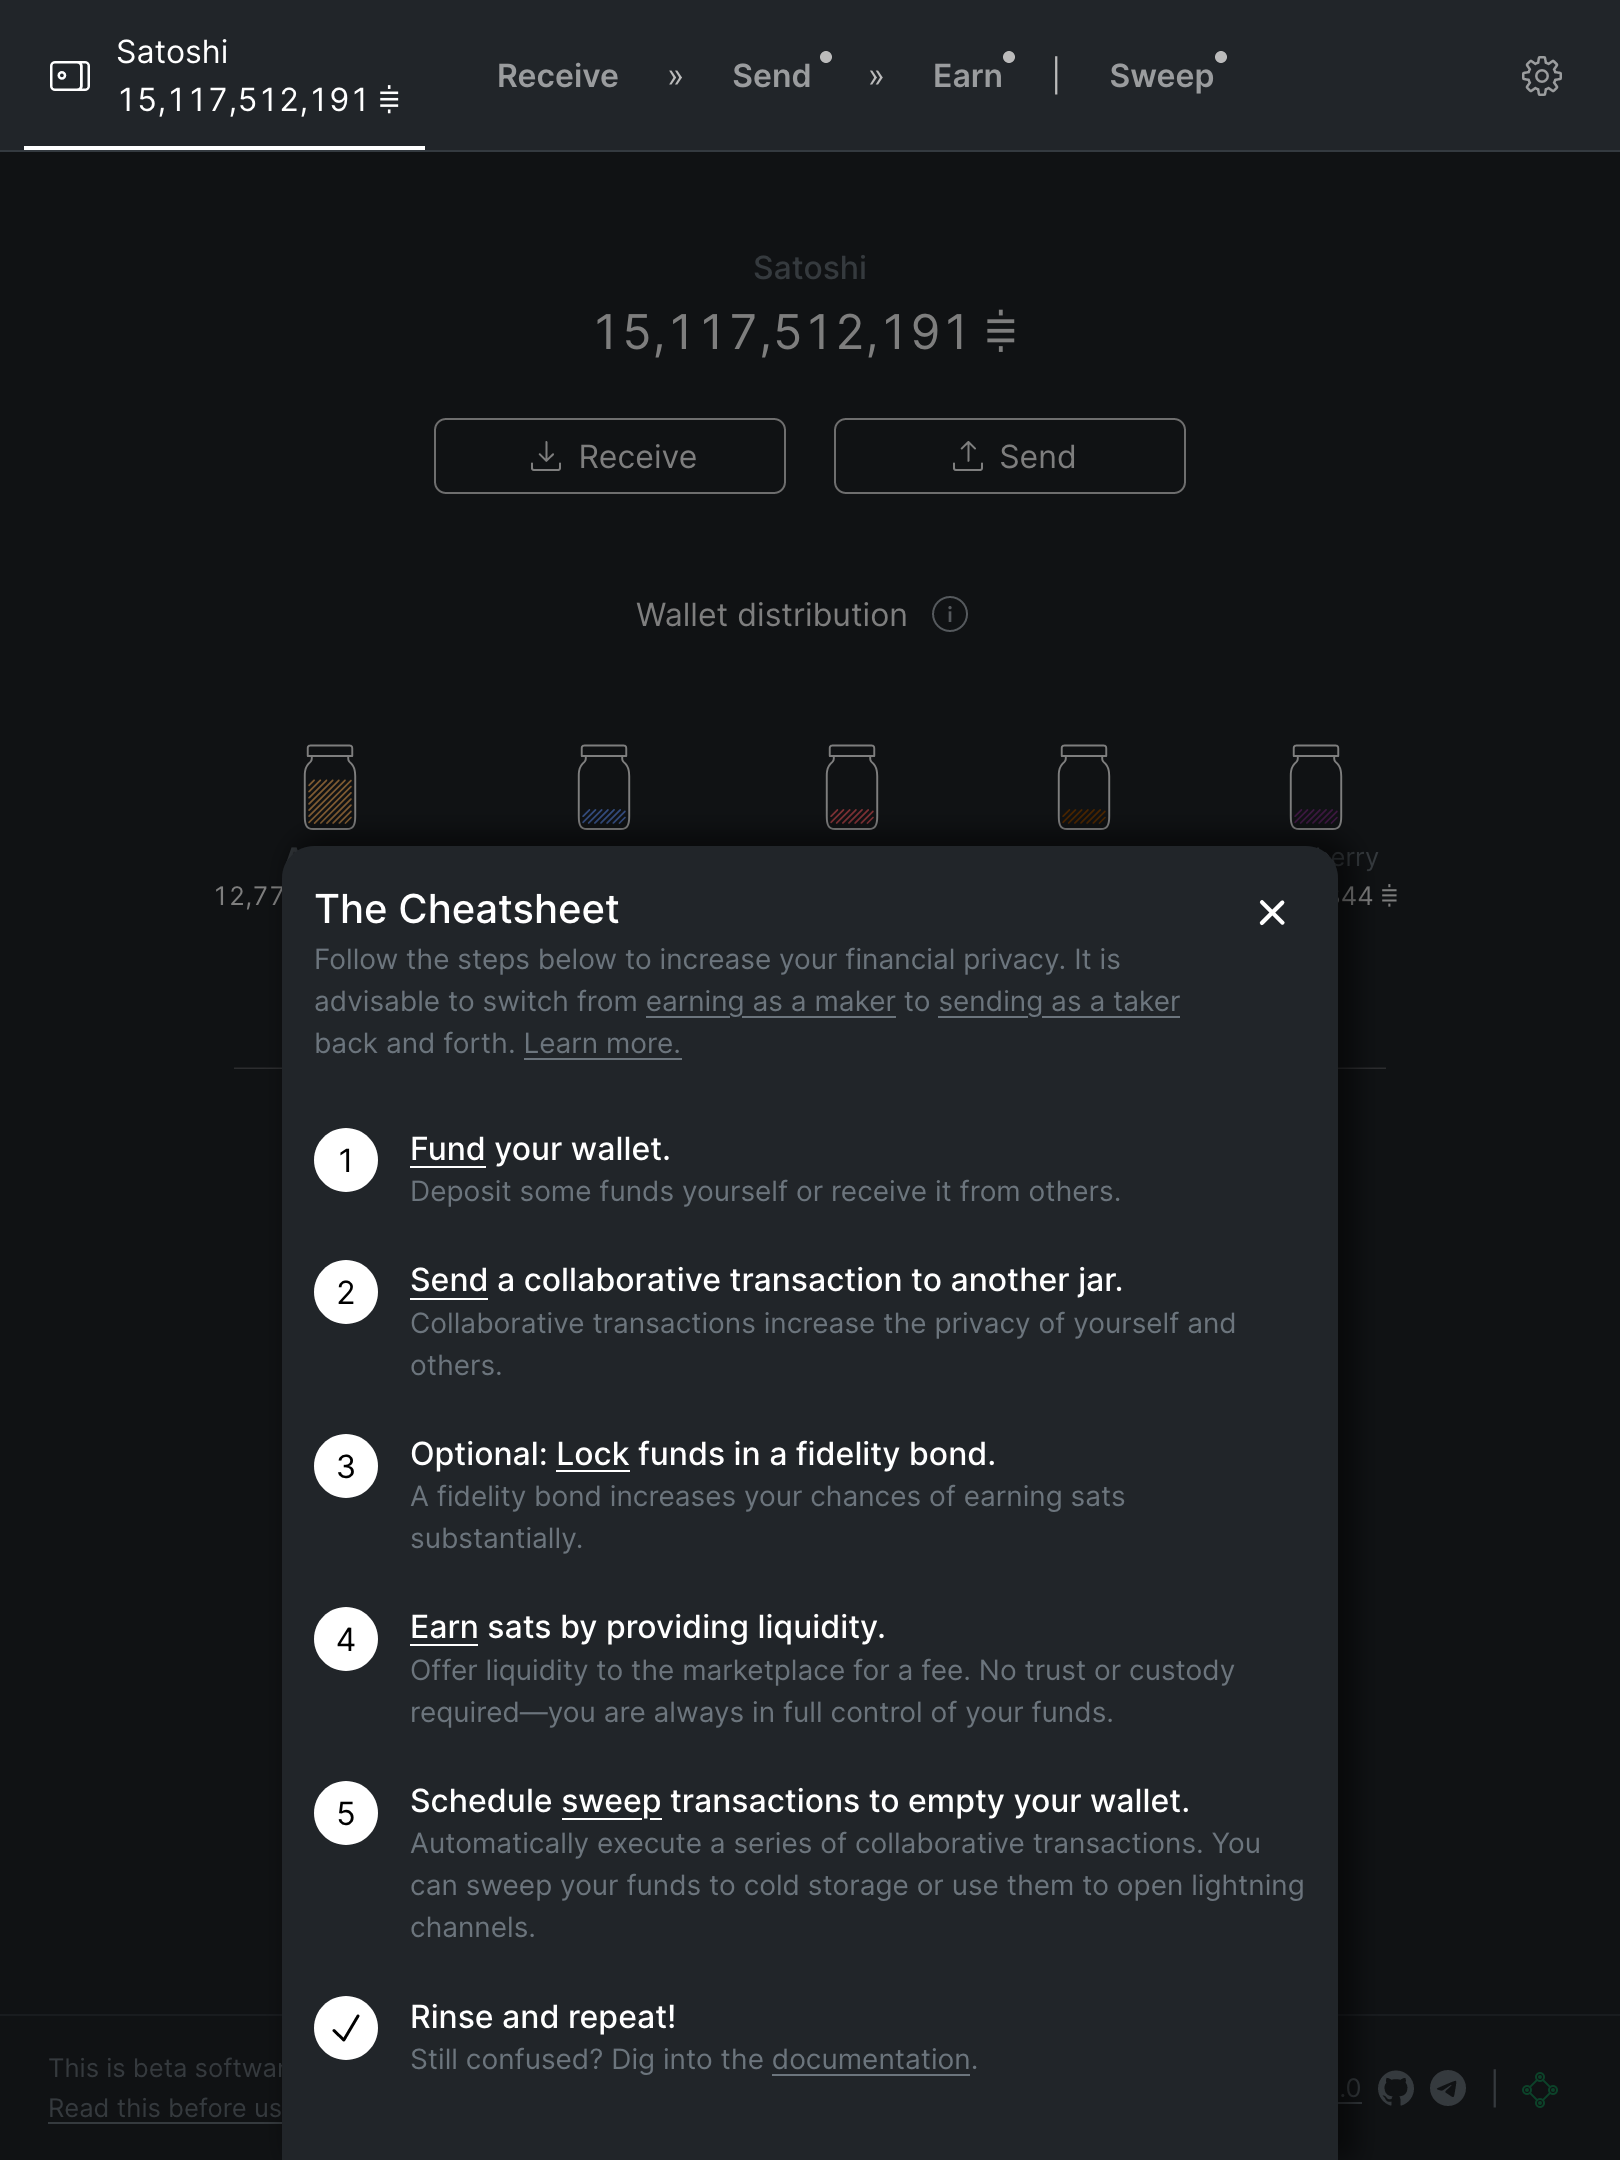 Satoshi
15,117,512,191
Receive » Send » Earn | Sweep
Satoshi
15,117,512,191
Receive
Send
Wallet distribution
12,77
44
The Cheatsheet
Follow the steps below to increase your financial privacy. It is
advisable to switch from earning as a maker to sending as a taker
back and forth. Learn more.
1
Fund your wallet.
Deposit some funds yourself or receive it from others.
2
Send a collaborative transaction to another jar.
Collaborative transactions increase the privacy of yourself and
others.
3
Optional: Lock funds in a fidelity bond.
A fidelity bond increases your chances of earning sats
substantially.
4
Earn sats by providing liquidity.
Offer liquidity to the marketplace for a fee. No trust or custody
required—you are always in full control of your funds.
5
Schedule sweep transactions to empty your wallet.
Automatically execute a series of collaborative transactions. You
can sweep your funds to cold storage or use them to open lightning
channels.
Rinse and repeat!
Still confused? Dig into the documentation.
This is beta
Read this before
.0